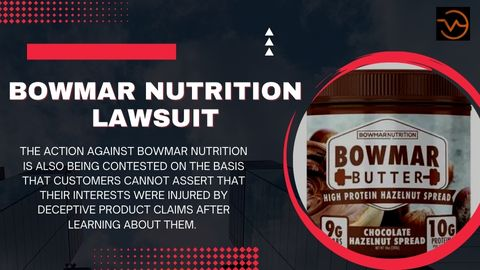 BOWMAR NUTRITION
LAWSUIT
THE ACTION AGAINST BOWMAR NUTRITION
IS ALSO BEING CONTESTED ON THE BASIS
THAT CUSTOMERS CANNOT ASSERT THAT
THEIR INTERESTS WERE INJURED BY
DECEPTIVE PRODUCT CLAIMS AFTER
LEARNING ABOUT THEM.
BOWMARNUTRITION
BOWMAR
BUTTER
HIGH PROTEIN HAZELNUT SPREAD
9g
10g
CHOCOLATE
HAZELNUT SPREAD